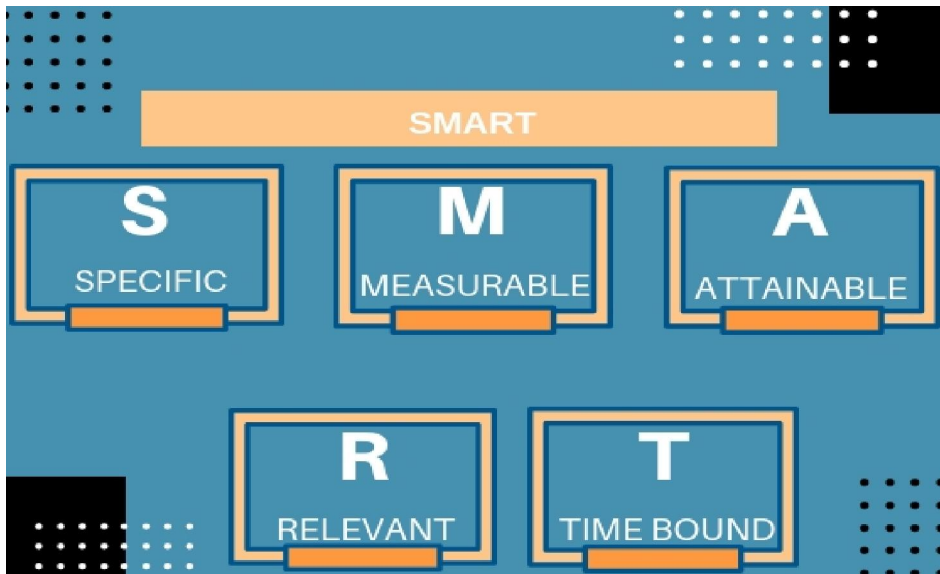 SMART
S
SPECIFIC
M
MEASURABLE
A
ATTAINABLE
R
RELEVANT
T
TIME BOUND